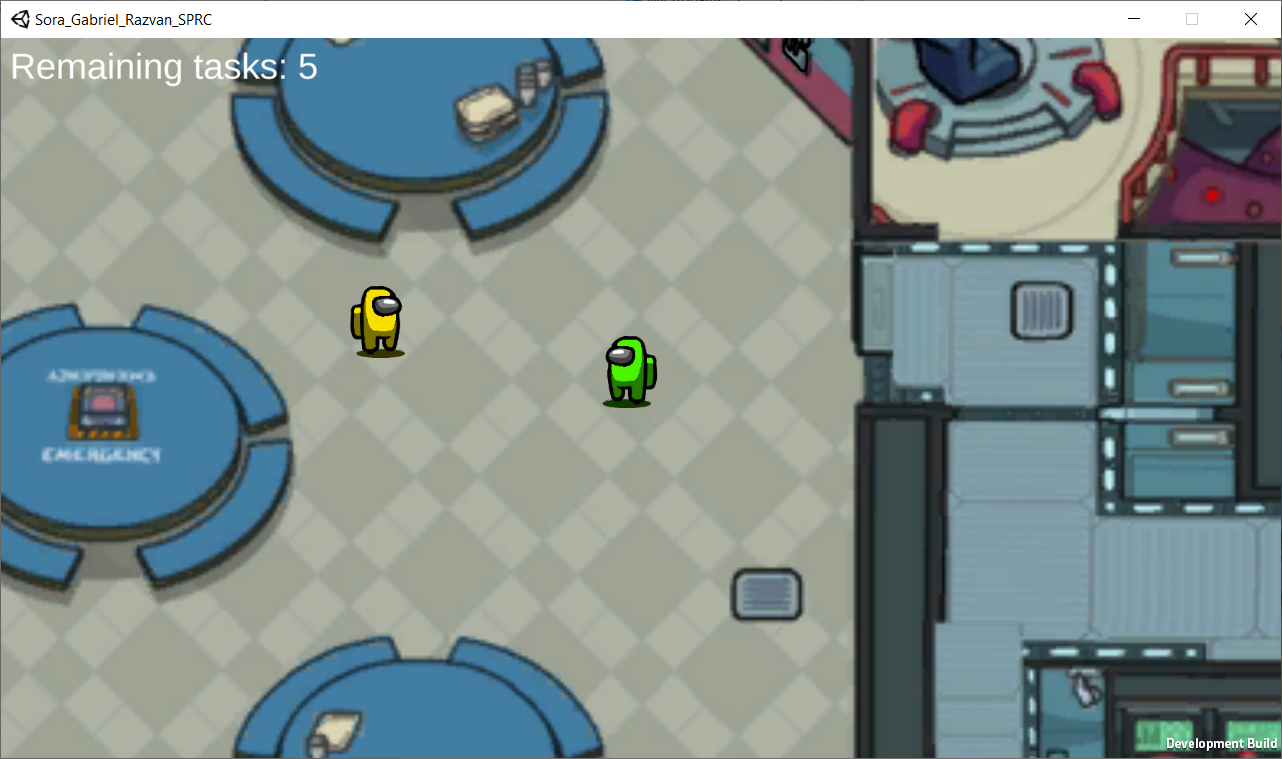 Sora_Gabriel_Razvan_SPRC
Remaining tasks: 5
EMERGENCY
Development Build